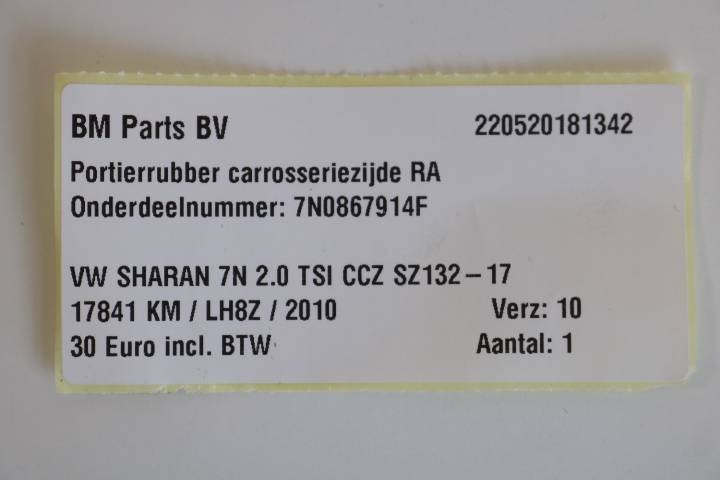 BM Parts BV 220520181342
Portierrubber carrosseriezijde RA
Onderdeelnummer: 7N0867914F
VW SHARAN 7N 2.0 TSI CCZ SZ132-17
17841 KM / LH8Z / 2010 Verz: 10
30 Euro incl. BTW Aantal: 1